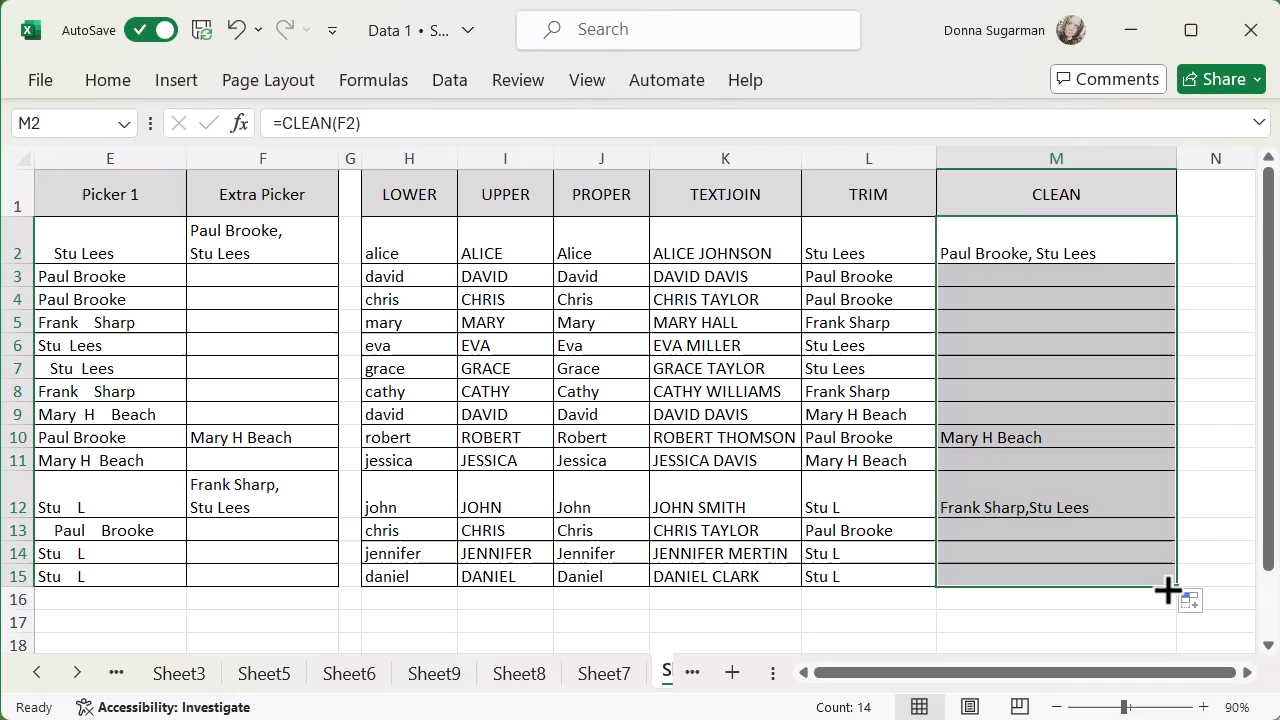 AutoSave
Data 1 • S...
Search
Donna Sugarman
File Home Insert Page Layout Formulas Data Review View Automate Help
Comments
Share
M2
fx
=CLEAN(F2)
E F G H I J K L M N
1 Picker 1 Extra Picker LOWER UPPER PROPER TEXTJOIN TRIM CLEAN
Paul Brooke,
2 Stu Lees Stu Lees alice ALICE Alice ALICE JOHNSON Stu Lees Paul Brooke, Stu Lees
3 Paul Brooke david DAVID David DAVID DAVIS Paul Brooke
4 Paul Brooke chris CHRIS Chris CHRIS TAYLOR Paul Brooke
5 Frank Sharp mary MARY Mary MARY HALL Frank Sharp
6 Stu Lees eva EVA Eva EVA MILLER Stu Lees
7 Stu Lees grace GRACE Grace GRACE TAYLOR Stu Lees
8 Frank Sharp cathy CATHY Cathy CATHY WILLIAMS Frank Sharp
9 Mary H Beach david DAVID David DAVID DAVIS Mary H Beach
10 Paul Brooke Mary H Beach robert ROBERT Robert ROBERT THOMSON Paul Brooke Mary H Beach
11 Mary H Beach jessica JESSICA Jessica JESSICA DAVIS Mary H Beach
Frank Sharp,
12 Stu L Stu Lees john JOHN John JOHN SMITH Stu L Frank Sharp,Stu Lees
13 Paul Brooke chris CHRIS Chris CHRIS TAYLOR Paul Brooke
14 Stu L jennifer JENNIFER Jennifer JENNIFER MERTIN Stu L
15 Stu L daniel DANIEL Daniel DANIEL CLARK Stu L
16
17
18
Sheet3 Sheet5 Sheet6 Sheet9 Sheet8 Sheet7
Ready Accessibility: Investigate Count: 14 90%